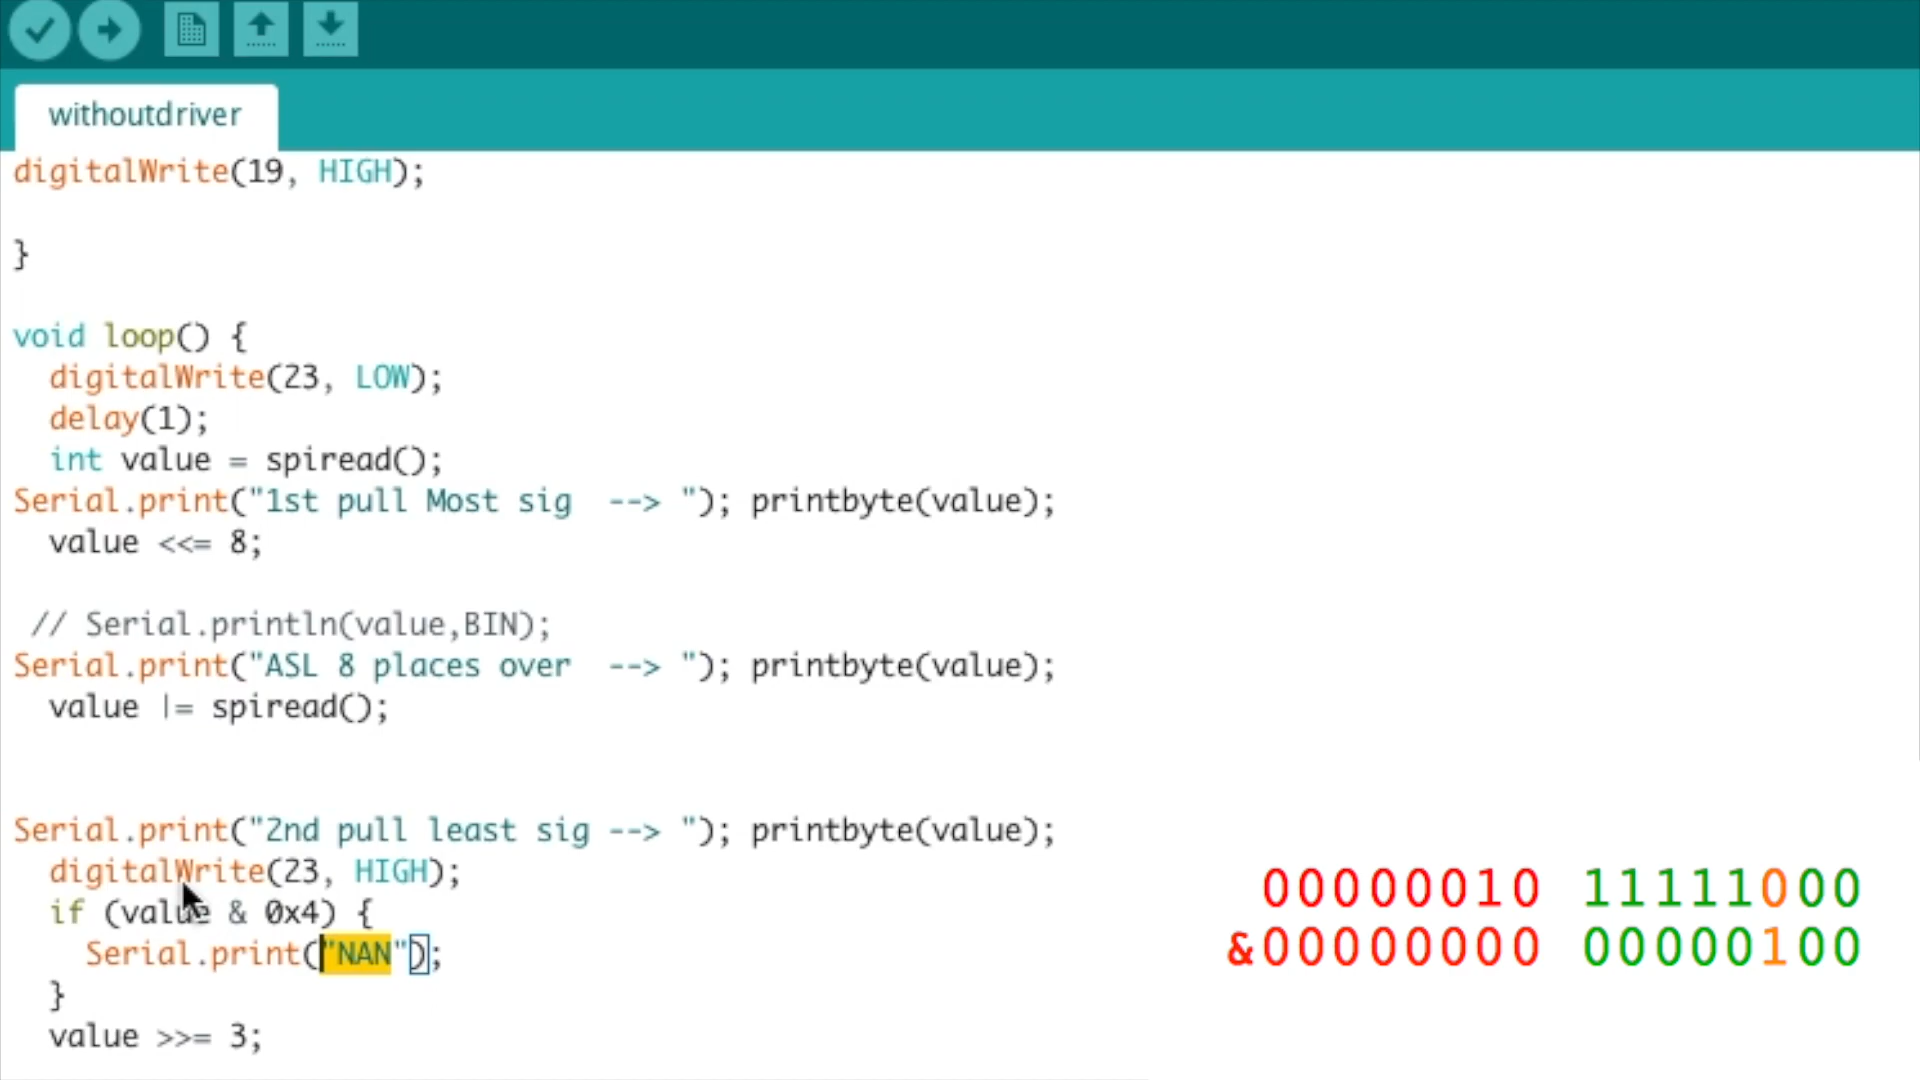 withoutdriver
digitalWrite(19, HIGH);
}
void loop() {
digitalWrite(23, LOW);
delay(1);
int value = spiread();
Serial.print("1st pull Most sig  --> "); printbyte(value);
value <<= 8;
// Serial.println(value,BIN);
Serial.print("ASL 8 places over  --> "); printbyte(value);
value |= spiread();
Serial.print("2nd pull least sig --> "); printbyte(value);
digitalWrite(23, HIGH);
if (value & 0x4) {
Serial.print("NAN");
}
value >>= 3;
00000010 11111000
&00000000 00000100